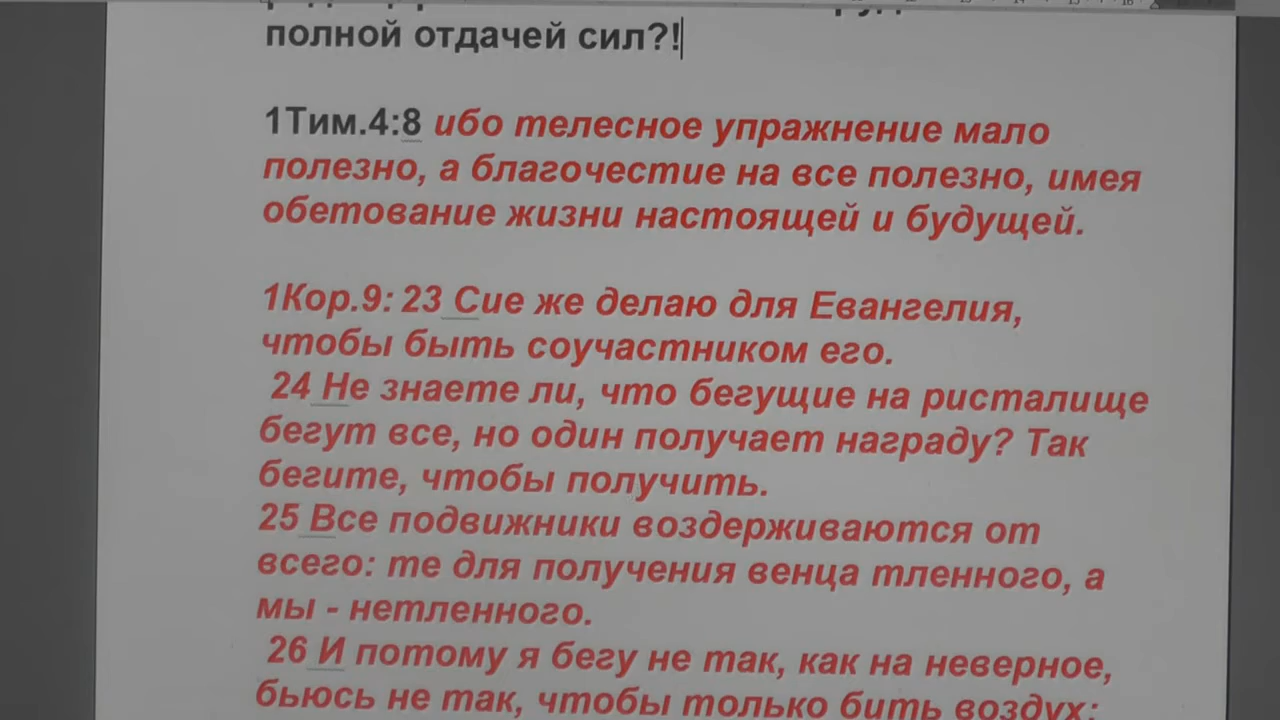 полной отдачей сил?!
1Тим.4:8 ибо телесное упражнение мало
полезно, а благочестие на все полезно, имея
обетование жизни настоящей и будущей.
1Кор.9: 23 Сие же делаю для Евангелия,
чтобы быть соучастником его.
24 Не знаете ли, что бегущие на ристалище
бегут все, но один получает награду? Так
бегите, чтобы получить.
25 Все подвижники воздерживаются от
всего: те для получения венца тленного, а
мы - нетленного.
26 И потому я бегу не так, как на неверное,
бьюсь не так, чтобы только бить воздух;